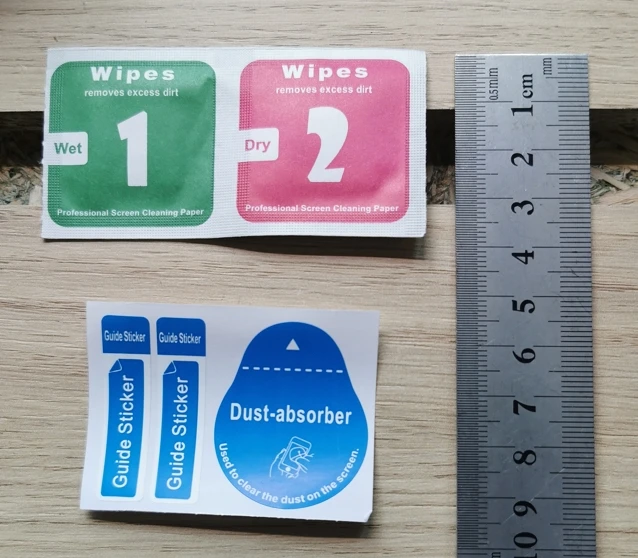 Wipes
removes excess dirt
Wet
1
Professional Screen Cleaning Paper
Wipes
removes excess dirt
Dry
2
Professional Screen Cleaning Paper
Guide Sticker
Guide Sticker
Guide Sticker
Guide Sticker
Dust-absorber
Used to clear the dust on the screen.
0.5mm
mm
1cm
2
3
4
5
6
7
8
9
10